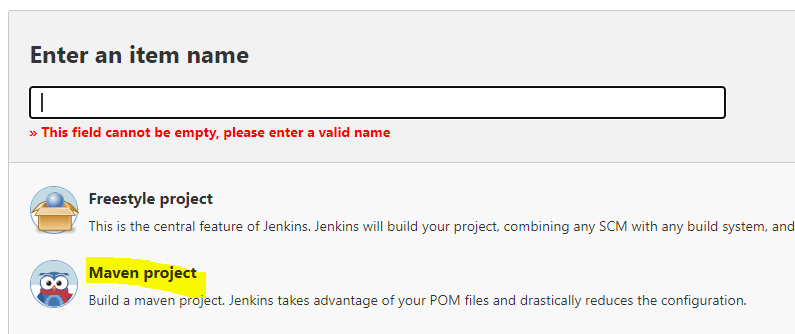 Enter an item name
» This field cannot be empty, please enter a valid name
Freestyle project
This is the central feature of Jenkins. Jenkins will build your project, combining any SCM with any build system, and
Maven project
Build a maven project. Jenkins takes advantage of your POM files and drastically reduces the configuration.